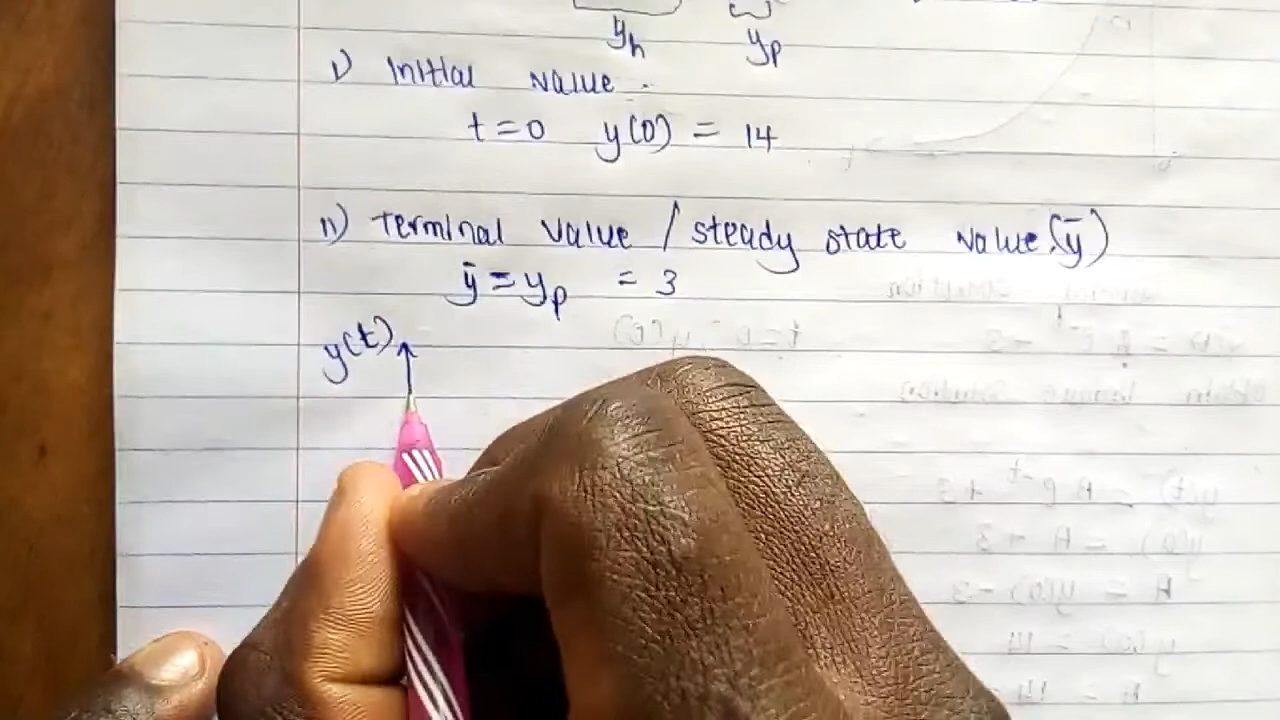 yh yp
i) Initial value.
t=0 y(0) = 14
ii) Terminal value / steady state value (ȳ)
ȳ = yp = 3
y(t)